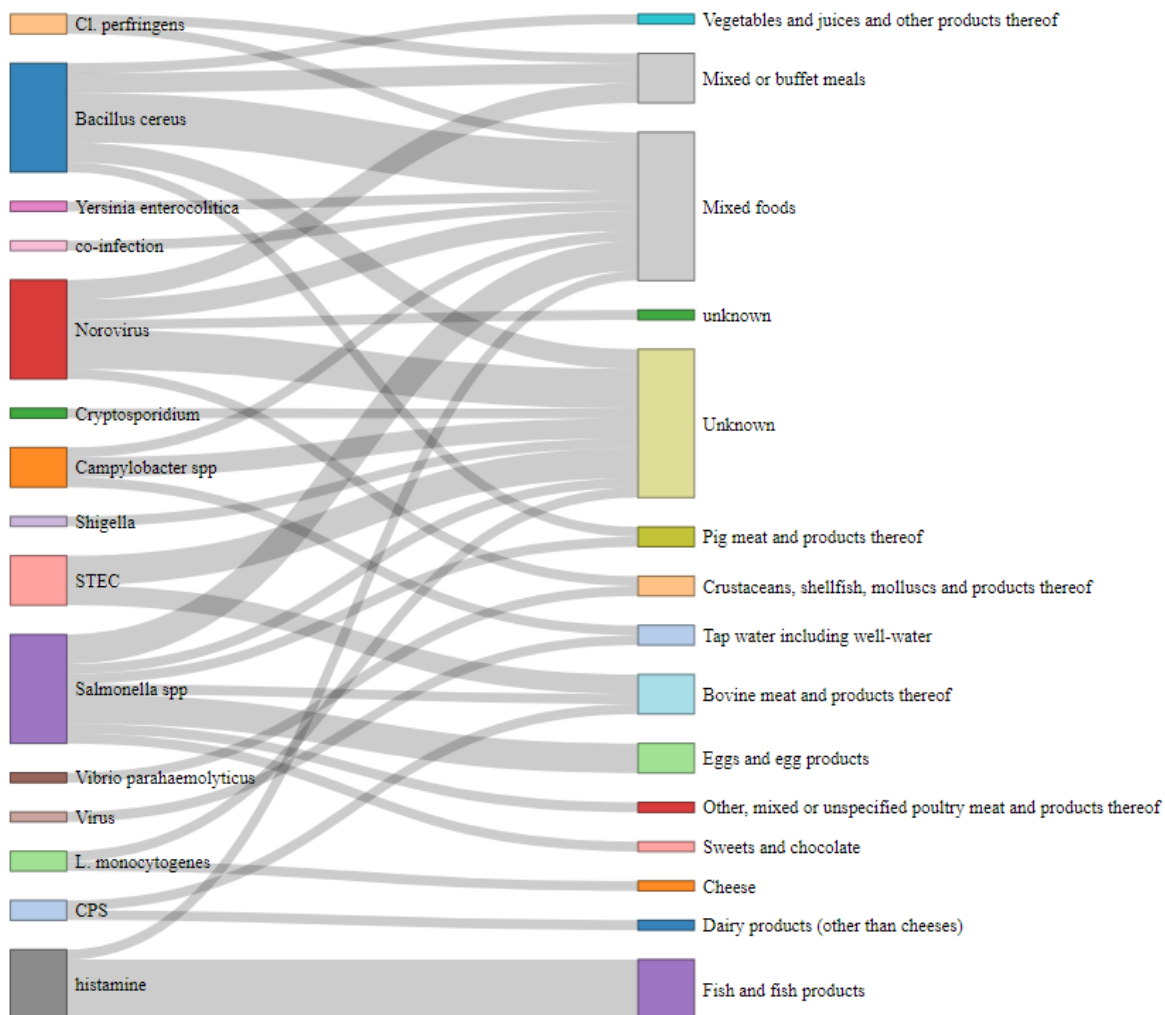 Cl. perfringens
Bacillus cereus
Yersinia enterocolitica
co-infection
Norovirus
Cryptosporidium
Campylobacter spp
Shigella
STEC
Salmonella spp
Vibrio parahaemolyticus
Virus
L. monocytogenes
CPS
histamine
Vegetables and juices and other products thereof
Mixed or buffet meals
Mixed foods
unknown
Unknown
Pig meat and products thereof
Crustaceans, shellfish, molluscs and products thereof
Tap water including well-water
Bovine meat and products thereof
Eggs and egg products
Other, mixed or unspecified poultry meat and products thereof
Sweets and chocolate
Cheese
Dairy products (other than cheeses)
Fish and fish products